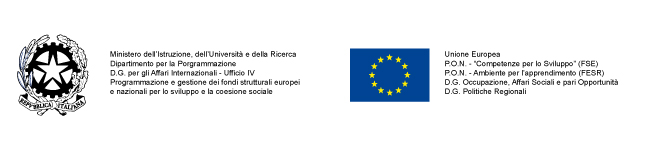 Ministero dell'Istruzione, dell'Università e della Ricerca
Dipartimento per la Porgrammazione
D.G. per gli Affari Internazionali - Ufficio IV
Programmazione e gestione dei fondi strutturali europei
e nazionali per lo sviluppo e la coesione sociale
REPVBBLICA ITALIANA
Unione Europea
P.O.N. - "Competenze per lo Sviluppo" (FSE)
P.O.N. - Ambiente per l'apprendimento (FESR)
D.G. Occupazione, Affari Sociali e pari Opportunità
D.G. Politiche Regionali